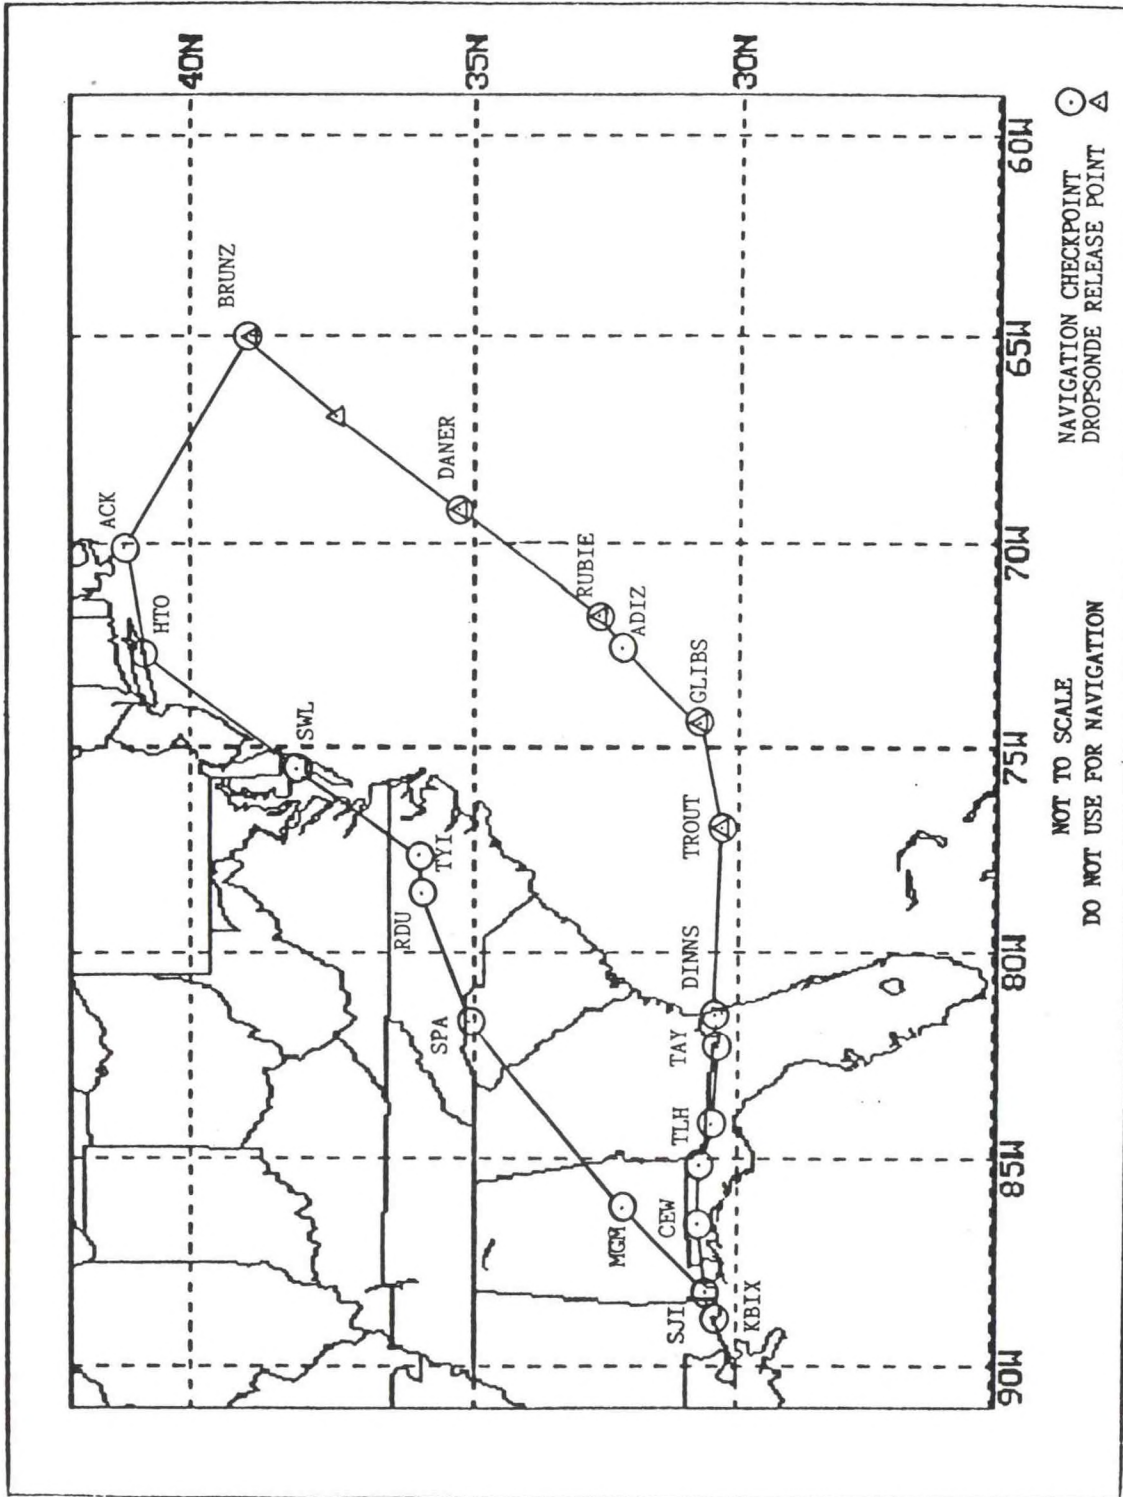 40N
35N
30N
60W
65W
70W
75W
80W
85W
90W
BRUNZ
ACK
HTO
DANER
RUBIE
ADIZ
SWL
GLIBS
TYI
TROUT
RDU
DINNS
SPA
TAY
TLH
CEW
MGM
SJI
KBIX
NAVIGATION CHECKPOINT
DROPSONDE RELEASE POINT
NOT TO SCALE
DO NOT USE FOR NAVIGATION